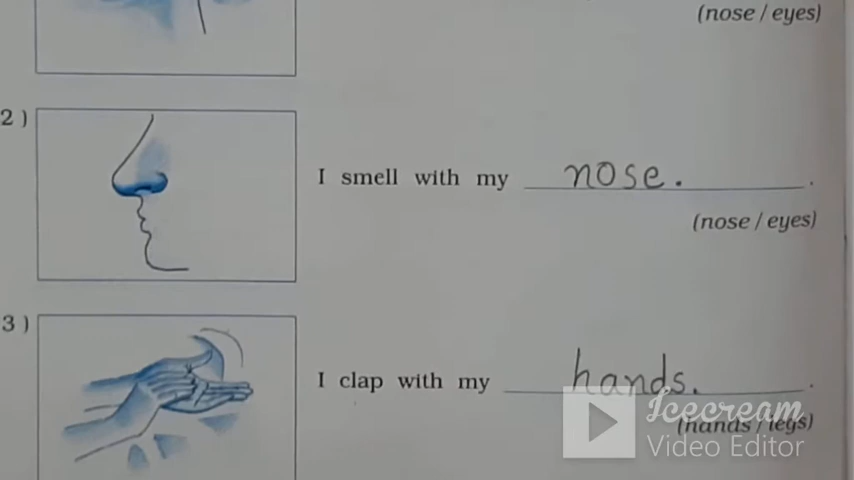 (nose / eyes)
2 )
I smell with my nose. .
(nose / eyes)
3 )
I clap with my hands. .
(hands / legs)
Icecream
Video Editor